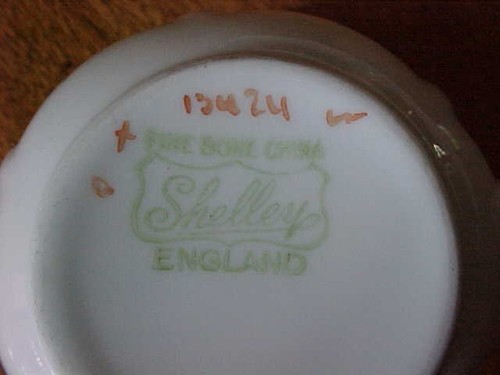 13424
FINE BONE CHINA
Shelley
ENGLAND